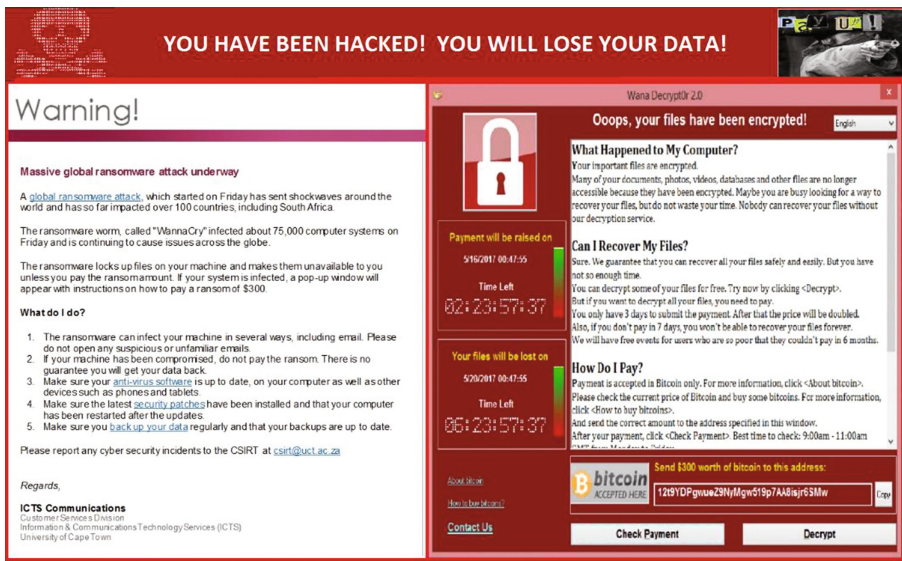 YOU HAVE BEEN HACKED!  YOU WILL LOSE YOUR DATA!
PAY UP!
Warning!
Massive global ransomware attack underway
A global ransomware attack, which started on Friday has sent shockwaves around the
world and has so far impacted over 100 countries, including South Africa.
The ransomware worm, called "WannaCry" infected about 75,000 computer systems on
Friday and is continuing to cause issues across the globe.
The ransomware locks up files on your machine and makes them unavailable to you
unless you pay the ransom amount. If your system is infected, a pop-up window will
appear with instructions on how to pay a ransom of $300.
What do I do?
1. The ransomware can infect your machine in several ways, including email. Please
do not open any suspicious or unfamiliar emails.
2. If your machine has been compromised, do not pay the ransom. There is no
guarantee you will get your data back.
3. Make sure your anti-virus software is up to date, on your computer as well as other
devices such as phones and tablets.
4. Make sure the latest security patches have been installed and that your computer
has been restarted after the updates.
5. Make sure you back up your data regularly and that your backups are up to date.
Please report any cyber security incidents to the CSIRT at csirt@uct.ac.za
Regards,
ICTS Communications
Customer Services Division
Information & Communications Technology Services (ICTS)
University of Cape Town
Wana Decrypt0r 2.0
x
Ooops, your files have been encrypted!
English
Payment will be raised on
5/16/2017 00:47:55
Time Left
02:23:57:37
Your files will be lost on
5/20/2017 00:47:55
Time Left
06:23:57:37
About bitcoin
How to buy bitcoins?
Contact Us
What Happened to My Computer?
Your important files are encrypted.
Many of your documents, photos, videos, databases and other files are no longer
accessible because they have been encrypted. Maybe you are busy looking for a way to
recover your files, but do not waste your time. Nobody can recover your files without
our decryption service.
Can I Recover My Files?
Sure. We guarantee that you can recover all your files safely and easily. But you have
not so enough time.
You can decrypt some of your files for free. Try now by clicking <Decrypt>.
But if you want to decrypt all your files, you need to pay.
You only have 3 days to submit the payment. After that the price will be doubled.
Also, if you don't pay in 7 days, you won't be able to recover your files forever.
We will have free events for users who are so poor that they couldn't pay in 6 months.
How Do I Pay?
Payment is accepted in Bitcoin only. For more information, click <About bitcoin>.
Please check the current price of Bitcoin and buy some bitcoins. For more information,
click <How to buy bitcoins>.
And send the correct amount to the address specified in this window.
After your payment, click <Check Payment>. Best time to check: 9:00am - 11:00am
GMT from Monday to Friday.
bitcoin
ACCEPTED HERE
Send $300 worth of bitcoin to this address:
12t9YDPgwueZ9NyMgw519p7AA8isjr6SMw
Copy
Check Payment
Decrypt